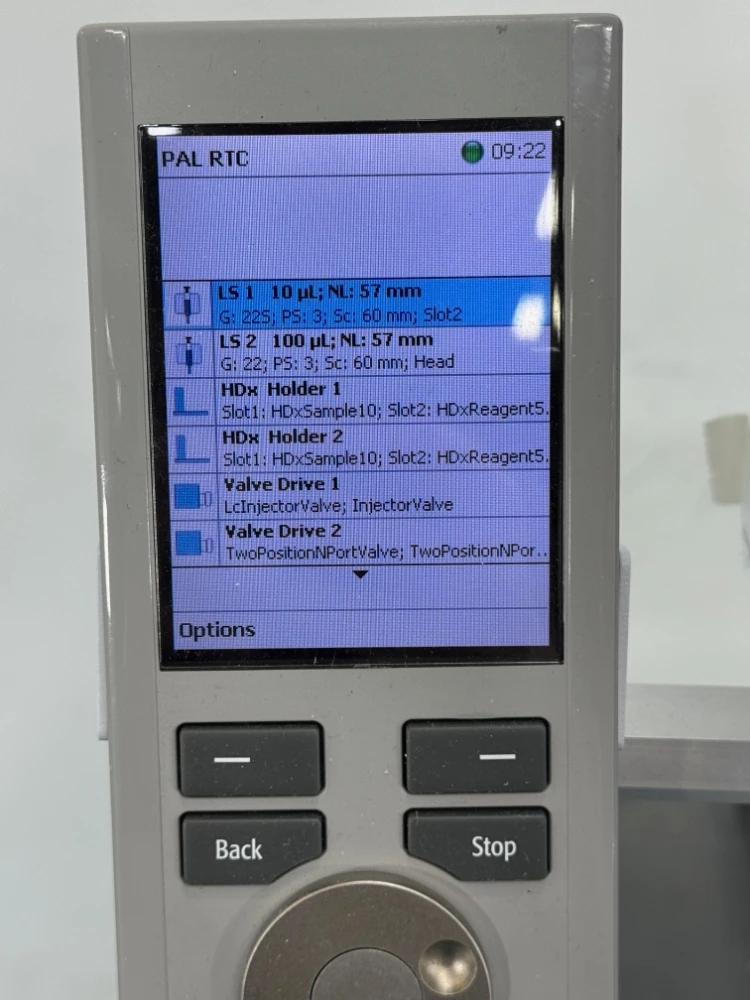 PAL RTC
09:22
LS 1 10 µL; NL: 57 mm
G: 22S; PS: 3; Sc: 60 mm; Slot2
LS 2 100 µL; NL: 57 mm
G: 22; PS: 3; Sc: 60 mm; Head
HDx Holder 1
Slot1: HDxSample10; Slot2: HDxReagent5.
HDx Holder 2
Slot1: HDxSample10; Slot2: HDxReagent5.
Valve Drive 1
LcInjectorValve; InjectorValve
Valve Drive 2
TwoPositionNPortValve; TwoPositionNPor..
Options
Back
Stop